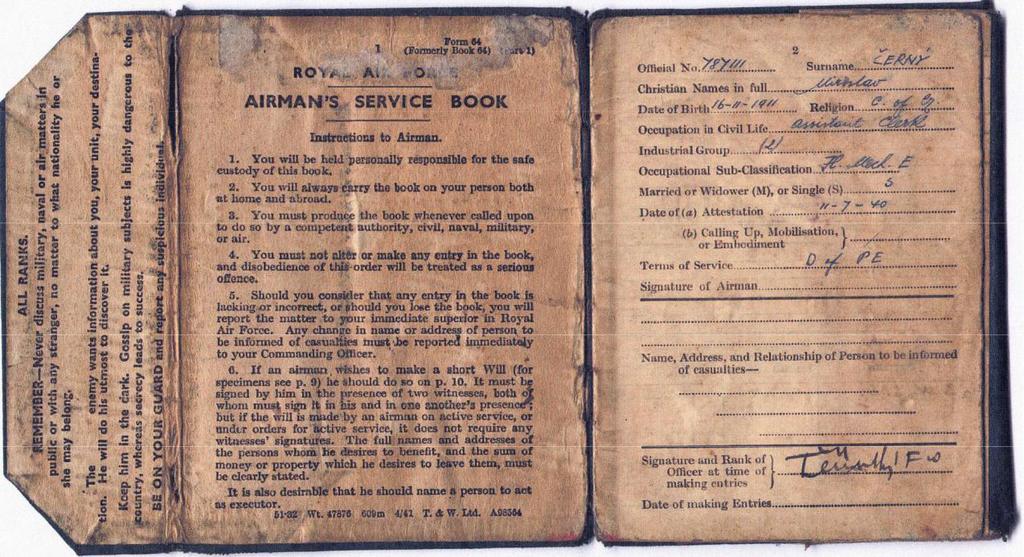 ALL RANKS.
REMEMBER—Never discuss military, naval or air matters in
public or with any stranger, no matter to what nationality he or
she may belong.
The enemy wants information about you, your unit, your destina-
tion. He will do his utmost to discover it.
Keep him in the dark. Gossip on military subjects is highly dangerous to the
country, whereas secrecy leads to success.
BE ON YOUR GUARD and report any suspicious individual.
1
Form 64
(Formerly Book 64) (Part 1)
ROYAL AIR FORCE
AIRMAN'S SERVICE BOOK
Instructions to Airman.
1. You will be held personally responsible for the safe
custody of this book.
2. You will always carry the book on your person both
at home and abroad.
3. You must produce the book whenever called upon
to do so by a competent authority, civil, naval, military,
or air.
4. You must not alter or make any entry in the book,
and disobedience of this order will be treated as a serious
offence.
5. Should you consider that any entry in the book is
lacking or incorrect, or should you lose the book, you will
report the matter to your immediate superior in Royal
Air Force. Any change in name or address of person to
be informed of casualties must be reported immediately
to your Commanding Officer.
6. If an airman wishes to make a short Will (for
specimens see p. 9) he should do so on p. 10. It must be
signed by him in the presence of two witnesses, both of
whom must sign it in his and in one another's presence;
but if the will is made by an airman on active service, or
under orders for active service, it does not require any
witnesses' signatures. The full names and addresses of
the persons whom he desires to benefit, and the sum of
money or property which he desires to leave them, must
be clearly stated.
It is also desirable that he should name a person to act
as executor.
51-32 Wt. 47876 609m 4/41 T. & W. Ltd. A98564
2
Official No. 787111 Surname ČERNÝ
Christian Names in full Miroslav
Date of Birth 16-11-1911 Religion C. of
Occupation in Civil Life assistant Clerk
Industrial Group (2)
Occupational Sub-Classification Fl. Mech. E
Married or Widower (M), or Single (S) S
Date of (a) Attestation 11-7-40
(b) Calling Up, Mobilisation,
or Embodiment
Terms of Service D of PE
Signature of Airman
Name, Address, and Relationship of Person to be informed
of casualties—
Signature and Rank of
Officer at time of
making entries
Date of making Entries